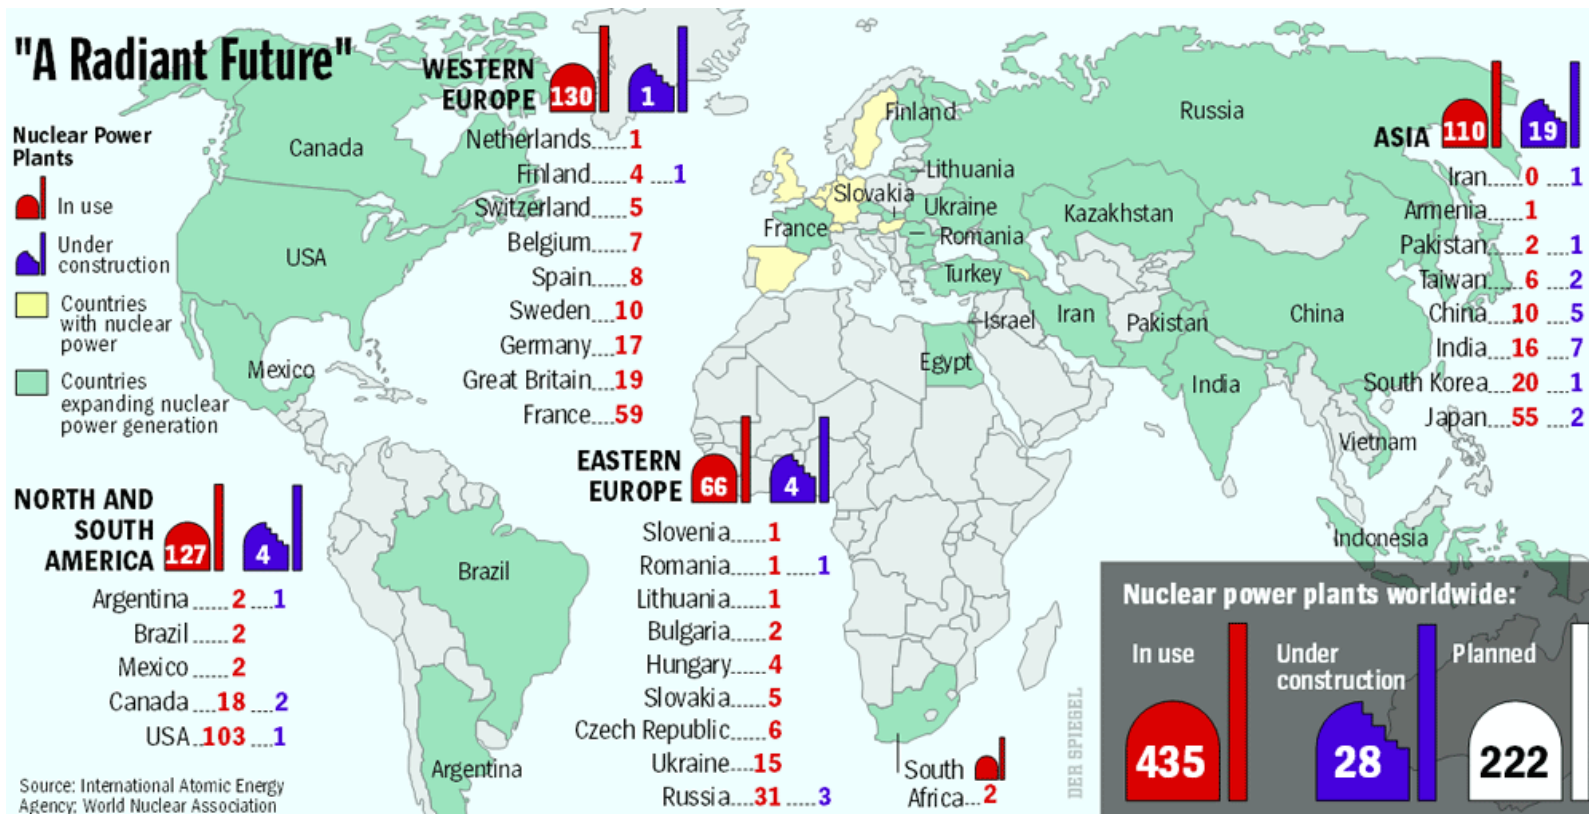 "A Radiant Future"
Nuclear Power
Plants
In use
Under
construction
Countries
with nuclear
power
Countries
expanding nuclear
power generation
WESTERN
EUROPE 130 1
Netherlands.....1
Finland.....4 ....1
Switzerland.....5
Belgium.....7
Spain.....8
Sweden....10
Germany....17
Great Britain....19
France....59
NORTH AND
SOUTH
AMERICA 127 4
Argentina ......2 ....1
Brazil ......2
Mexico ......2
Canada ....18 ....2
USA..103 ....1
EASTERN
EUROPE 66 4
Slovenia......1
Romania......1 .....1
Lithuania......1
Bulgaria......2
Hungary......4
Slovakia......5
Czech Republic......6
Ukraine....15
Russia....31 .....3
ASIA 110 19
Iran.....0 ....1
Armenia.....1
Pakistan.....2 ....1
Taiwan.....6 ....2
China....10 ....5
India....16 ....7
South Korea....20 ....1
Japan....55 ....2
South
Africa...2
Canada
USA
Mexico
Brazil
Argentina
Finland
Russia
Lithuania
Slovakia
Ukraine
France
Romania
Kazakhstan
Turkey
Israel
Iran
Pakistan
China
Egypt
India
Vietnam
Indonesia
Nuclear power plants worldwide:
In use
Under
construction
Planned
435
28
222
DER SPIEGEL
Source: International Atomic Energy
Agency; World Nuclear Association